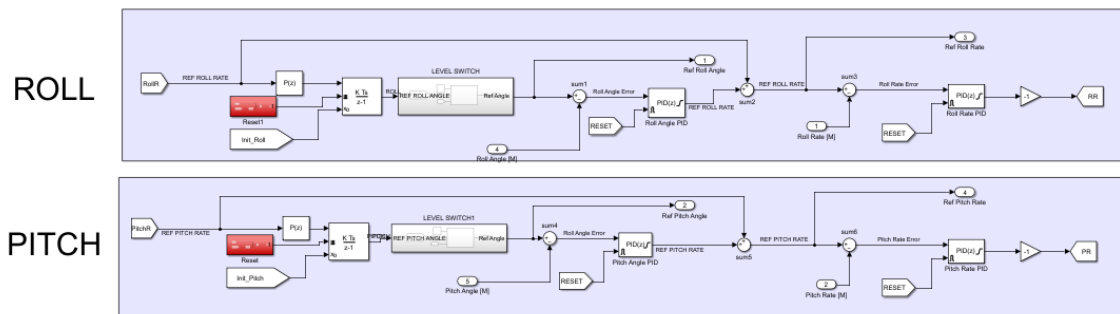 ROLL
RollR
REF ROLL RATE
P(z)
K Ts
z-1
Reset1
Init_Roll
LEVEL SWITCH
REF ROLL ANGLE
Ref Angle
1
Ref Roll Angle
sum1
Roll Angle Error
4
Roll Angle [M]
RESET
PID(z)
Roll Angle PID
REF ROLL RATE
sum2
REF ROLL RATE
3
Ref Roll Rate
sum3
Roll Rate Error
1
Roll Rate [M]
RESET
PID(z)
Roll Rate PID
-1
RR
PITCH
PitchR
REF PITCH RATE
P(z)
K Ts
z-1
Reset
Init_Pitch
LEVEL SWITCH1
REF PITCH ANGLE
Ref Angle
2
Ref Pitch Angle
sum4
Roll Angle Error
5
Pitch Angle [M]
RESET
PID(z)
Pitch Angle PID
REF PITCH RATE
sum5
REF PITCH RATE
4
Ref Pitch Rate
sum6
Pitch Rate Error
2
Pitch Rate [M]
RESET
PID(z)
Pitch Rate PID
-1
PR